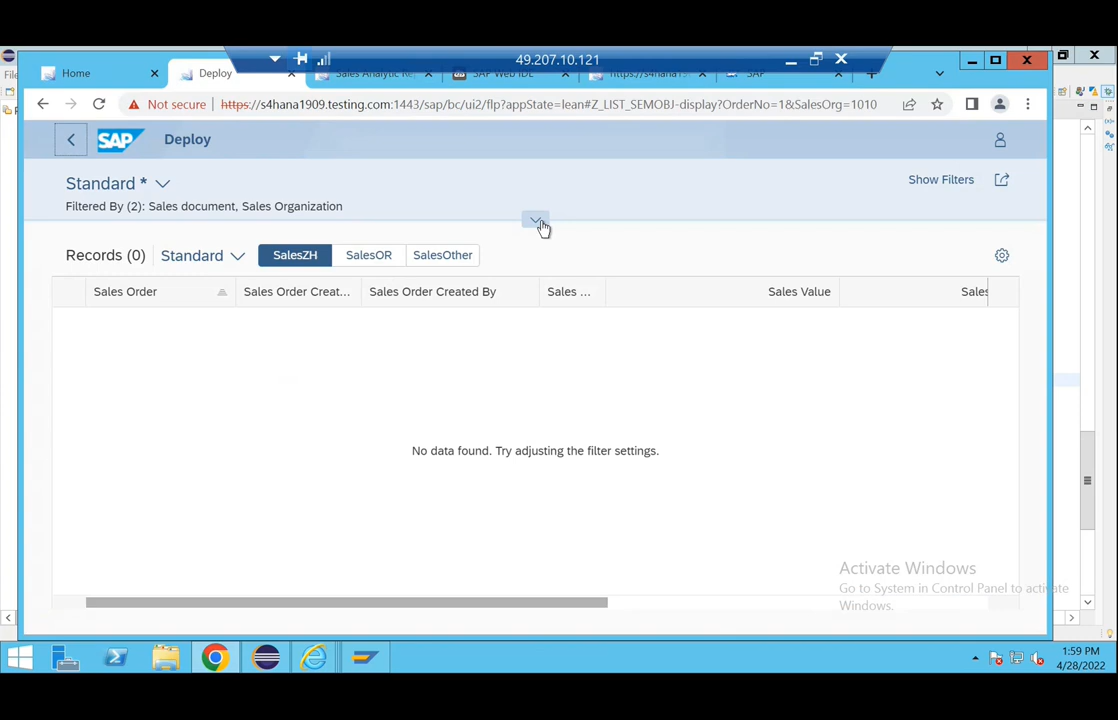 49.207.10.121
File
Home
Deploy
Sales Analytic Re
SAP Web IDE
https://s4hana19
SAP
Not secure https://s4hana1909.testing.com:1443/sap/bc/ui2/flp?appState=lean#Z_LIST_SEMOBJ-display?OrderNo=1&SalesOrg=1010
SAP Deploy
Standard *
Show Filters
Filtered By (2): Sales document, Sales Organization
Records (0) Standard SalesZH SalesOR SalesOther
Sales Order Sales Order Creat... Sales Order Created By Sales ... Sales Value Sales
No data found. Try adjusting the filter settings.
Activate Windows
Go to System in Control Panel to activate
Windows.
1:59 PM
4/28/2022